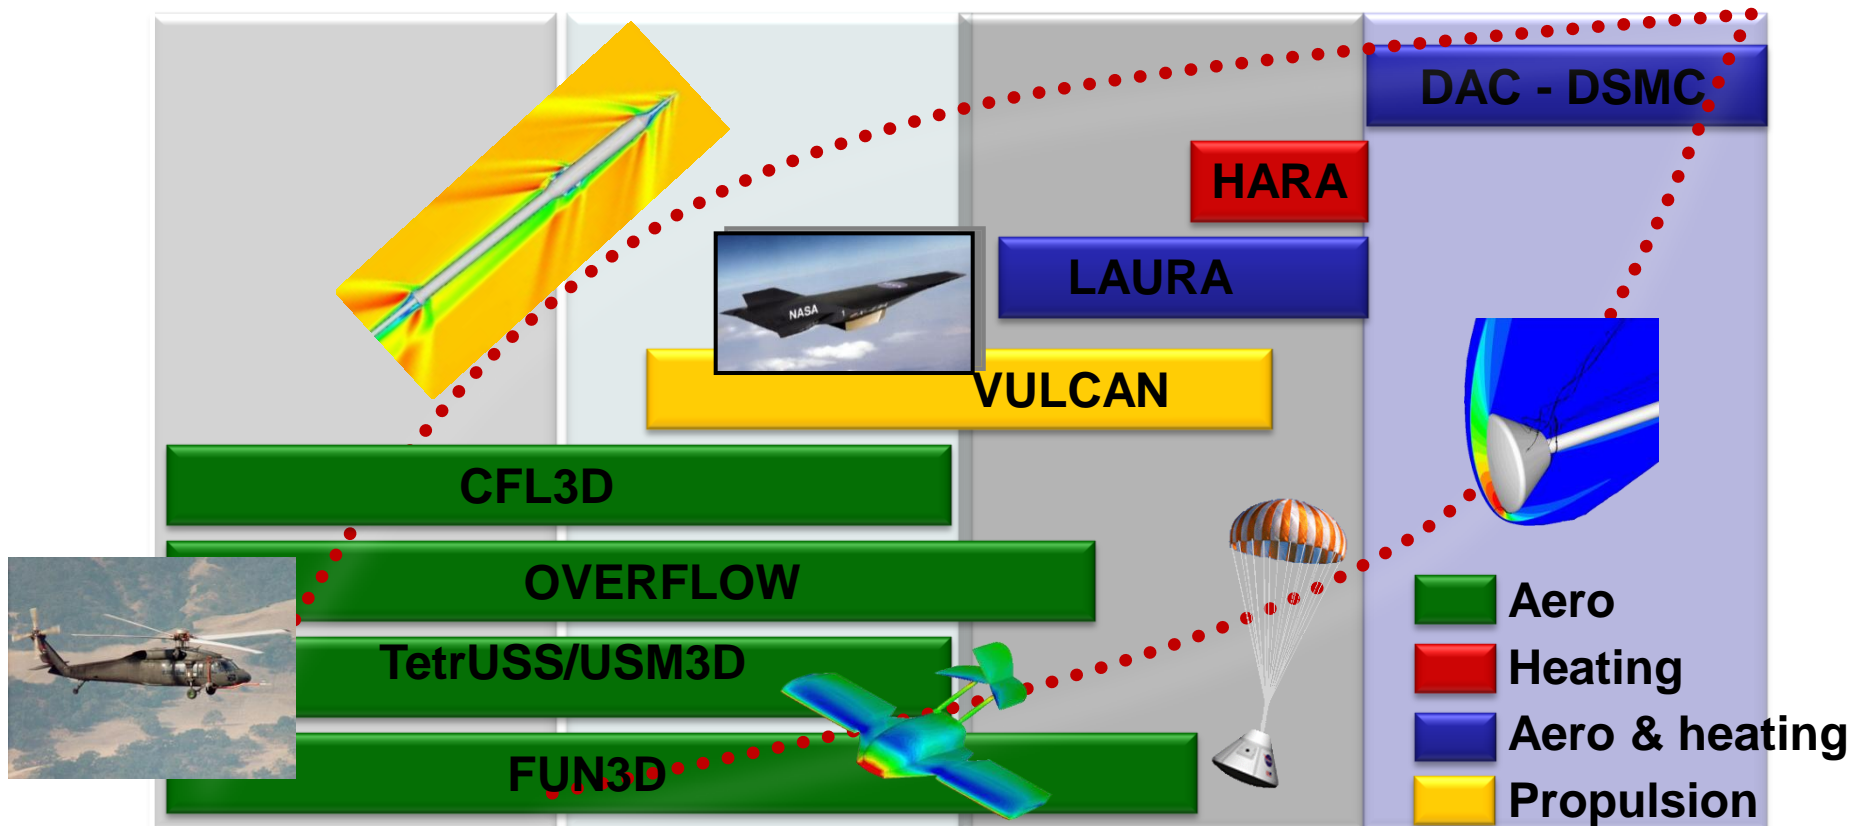 DAC - DSMC
HARA
LAURA
NASA
VULCAN
CFL3D
OVERFLOW
TetrUSS/USM3D
FUN3D
Aero
Heating
Aero & heating
Propulsion